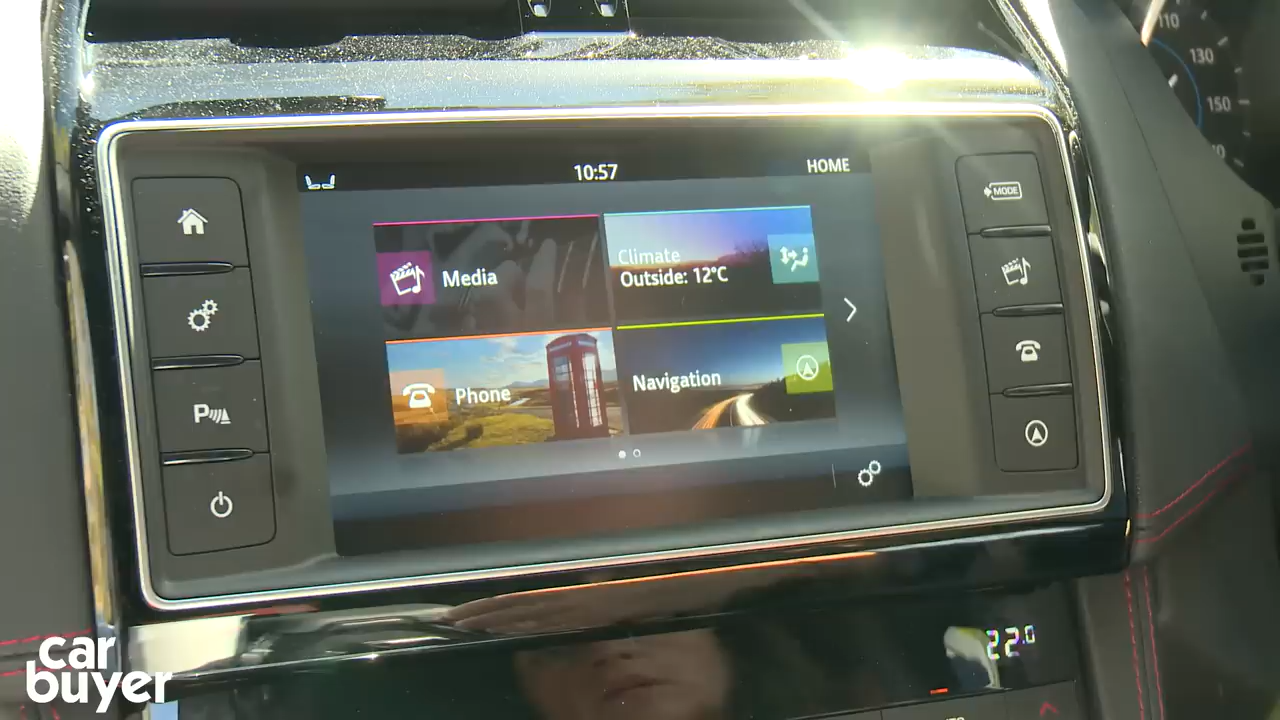 110
130
150
10:57
HOME
MODE
Climate
Outside: 12°C
Media
Phone
Navigation
P
22.0
car
buyer